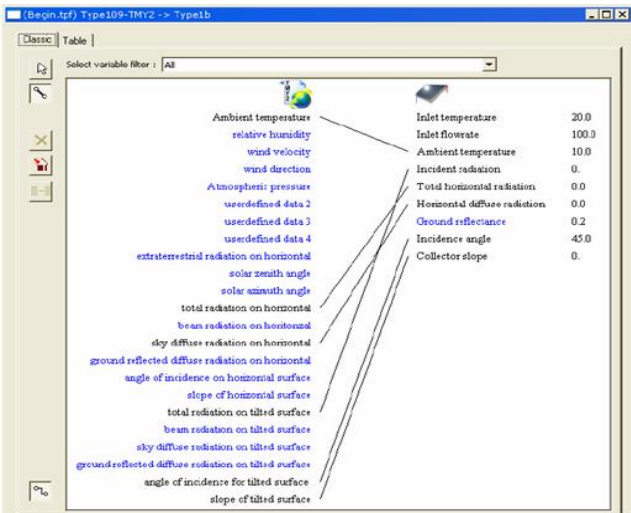 (Begin.tpf) Type109-TMY2 -> Type1b
Classic Table
Select variable filter : All
Ambient temperature Inlet temperature 20.0
relative humidity Inlet flowrate 100.0
wind velocity Ambient temperature 10.0
wind direction Incident radiation 0.
Atmospheric pressure Total horizontal radiation 0.0
userdefined data 2 Horizontal diffuse radiation 0.0
userdefined data 3 Ground reflectance 0.2
userdefined data 4 Incidence angle 45.0
extraterrestrial radiation on horizontal Collector slope 0.
solar zenith angle
solar azimuth angle
total radiation on horizontal
beam radiation on horitonzal
sky diffuse radiation on horizontal
ground reflected diffuse radiation on horizontal
angle of incidence on horizontal surface
slope of horizontal surface
total radiation on tilted surface
beam radiation on tilted surface
sky diffuse radiation on tilted surface
ground reflected diffuse radiation on tilted surface
angle of incidence for tilted surface
slope of tilted surface